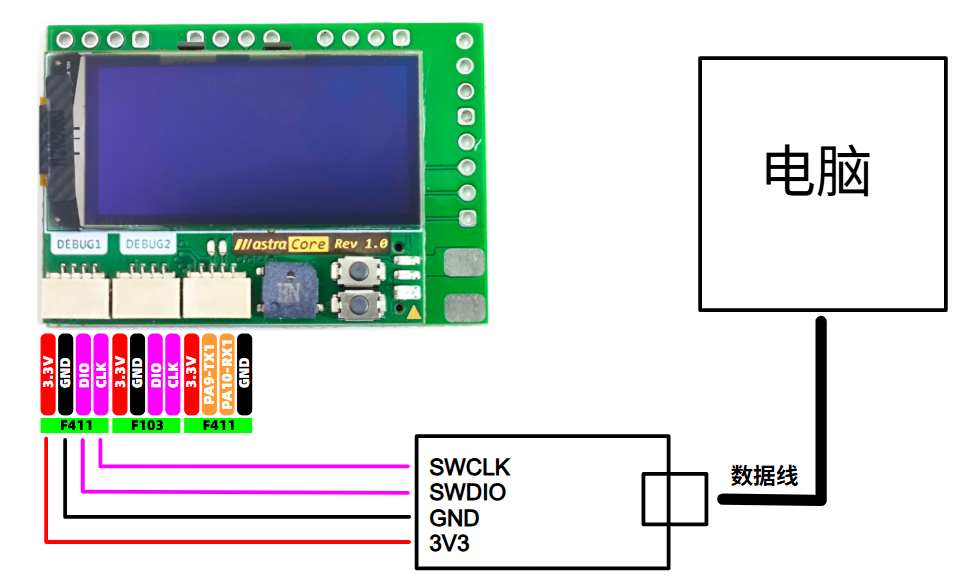 DEBUG1
DEBUG2
astra Core Rev 1.0
3.3V
GND
DIO
CLK
3.3V
GND
DIO
CLK
3.3V
PA9-TX1
PA10-RX1
GND
F411
F103
F411
SWCLK
SWDIO
GND
3V3
数据线
电脑